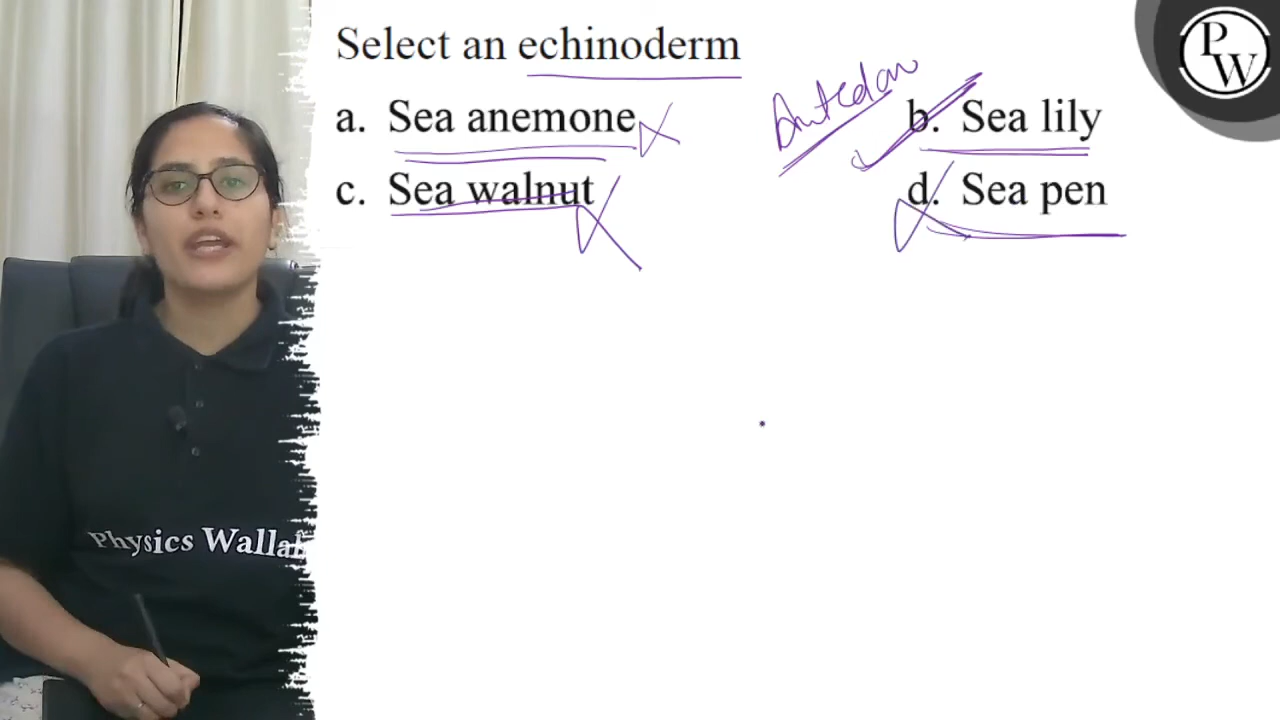 Select an echinoderm
a. Sea anemone
Antedon
b. Sea lily
c. Sea walnut
d. Sea pen
PW
Physics Wallah